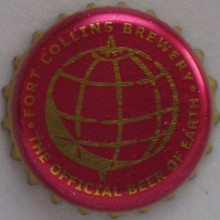 FORT COLLINS BREWERY
THE OFFICIAL BEER OF EARTH